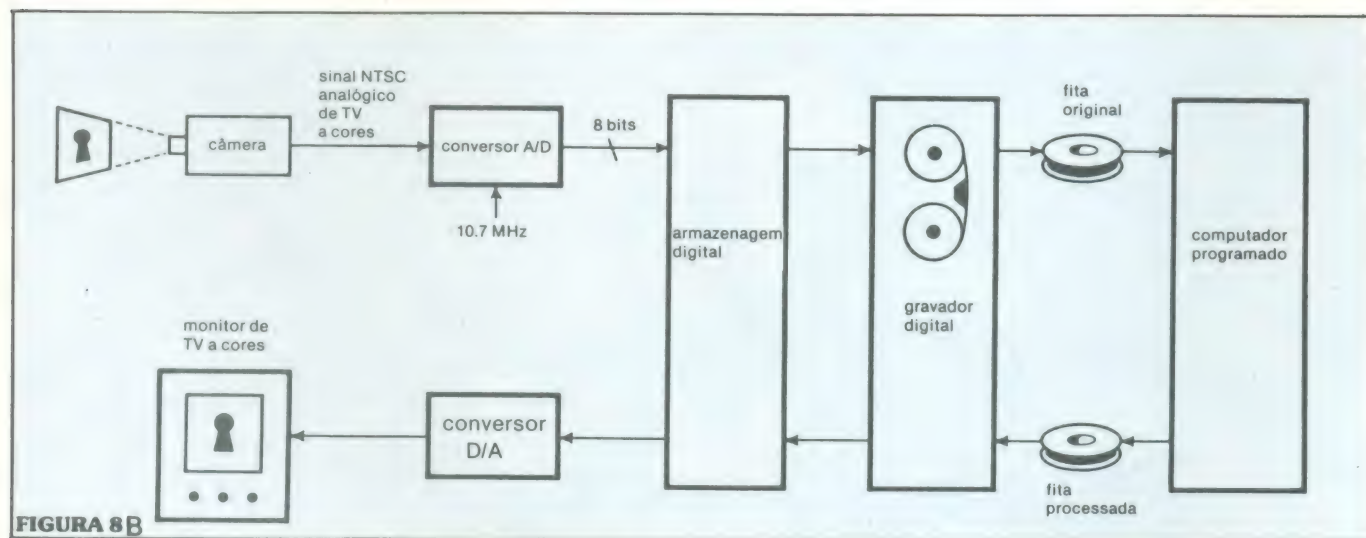 sinal NTSC
analógico
de TV
a cores
câmera
conversor A/D
8 bits
10.7 MHz
armazenagem
digital
gravador
digital
fita
original
computador
programado
monitor de
TV a cores
conversor
D/A
fita
processada
FIGURA 8B